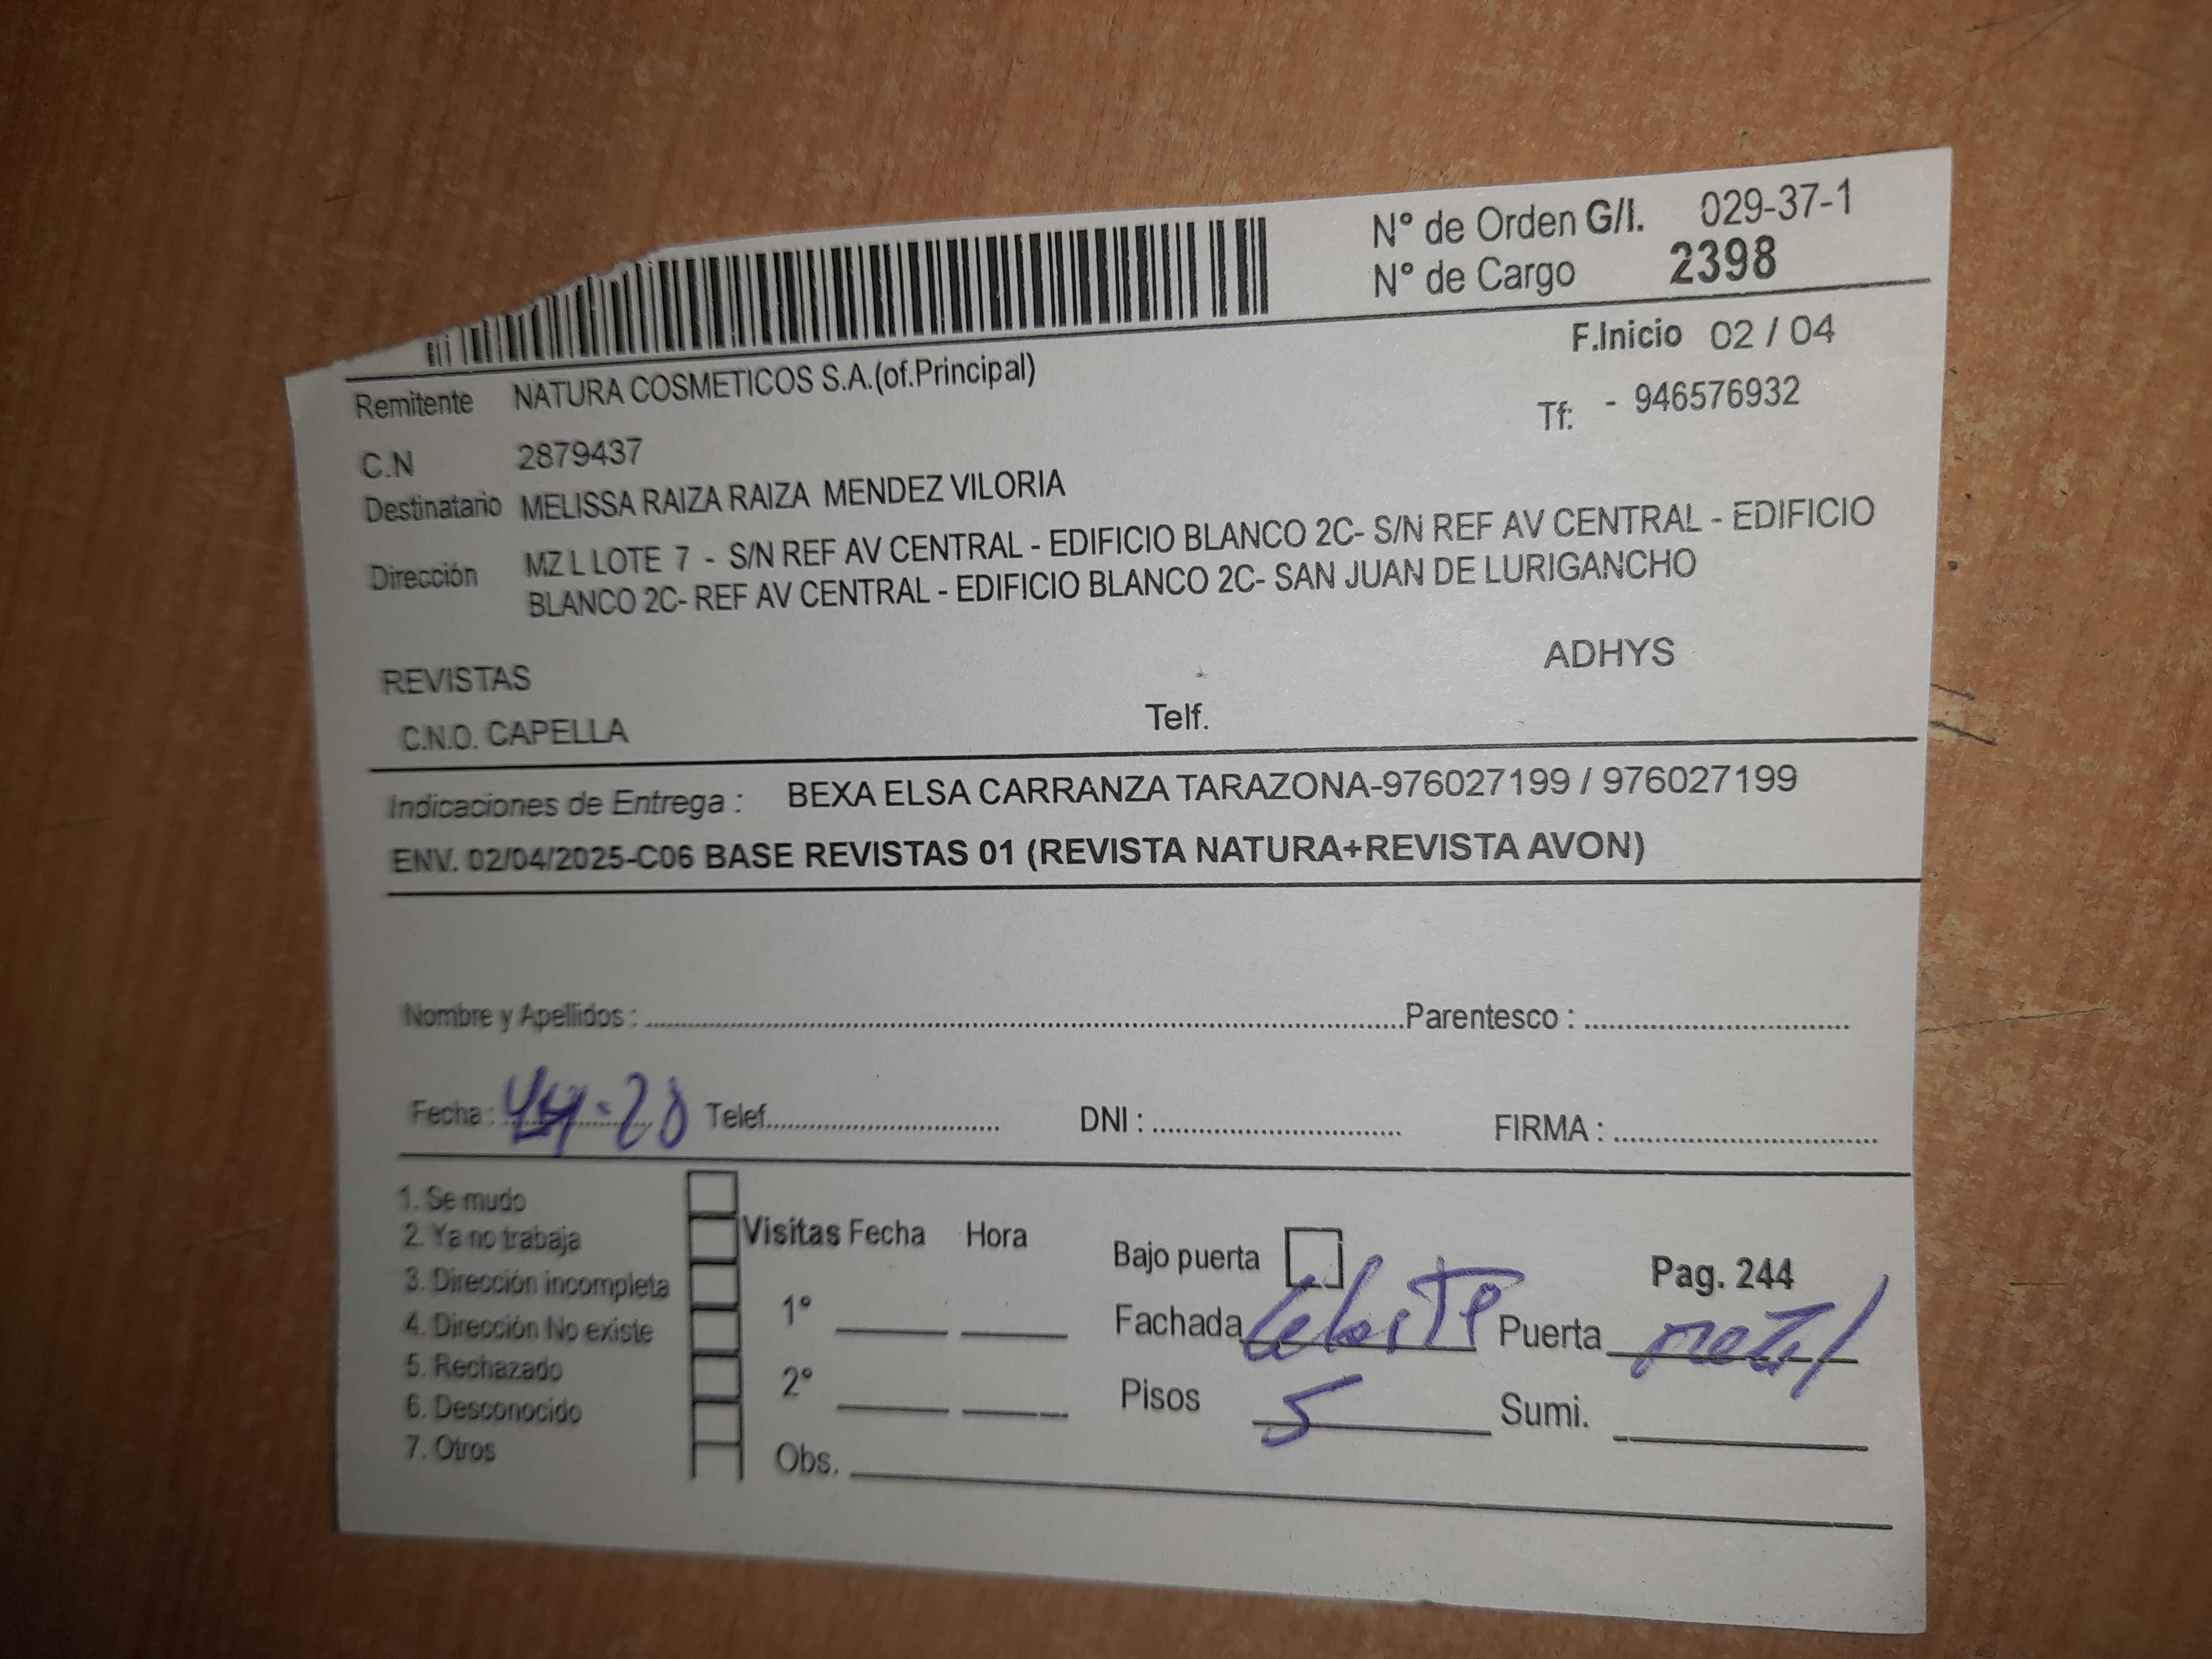 Nº de Orden G/I. 029-37-1
Nº de Cargo 2398
F.Inicio 02 / 04
Remitente NATURA COSMETICOS S.A.(of.Principal)
Tf: - 946576932
C.N 2879437
Destinatario MELISSA RAIZA RAIZA MENDEZ VILORIA
Dirección MZ L LOTE 7 - S/N REF AV CENTRAL - EDIFICIO BLANCO 2C- S/N REF AV CENTRAL - EDIFICIO
BLANCO 2C- REF AV CENTRAL - EDIFICIO BLANCO 2C- SAN JUAN DE LURIGANCHO
REVISTAS ADHYS
C.N.O. CAPELLA Telf.
Indicaciones de Entrega : BEXA ELSA CARRANZA TARAZONA-976027199 / 976027199
ENV. 02/04/2025-C06 BASE REVISTAS 01 (REVISTA NATURA+REVISTA AVON)
Nombre y Apellidos : Parentesco :
Fecha : Telef. DNI : FIRMA :
1. Se mudo
2. Ya no trabaja Visitas Fecha Hora Bajo puerta Pag. 244
3. Dirección incompleta
4. Dirección No existe 1º Fachada Celeste Puerta metal
5. Rechazado
6. Desconocido 2º Pisos 5 Sumi.
7. Otros Obs.